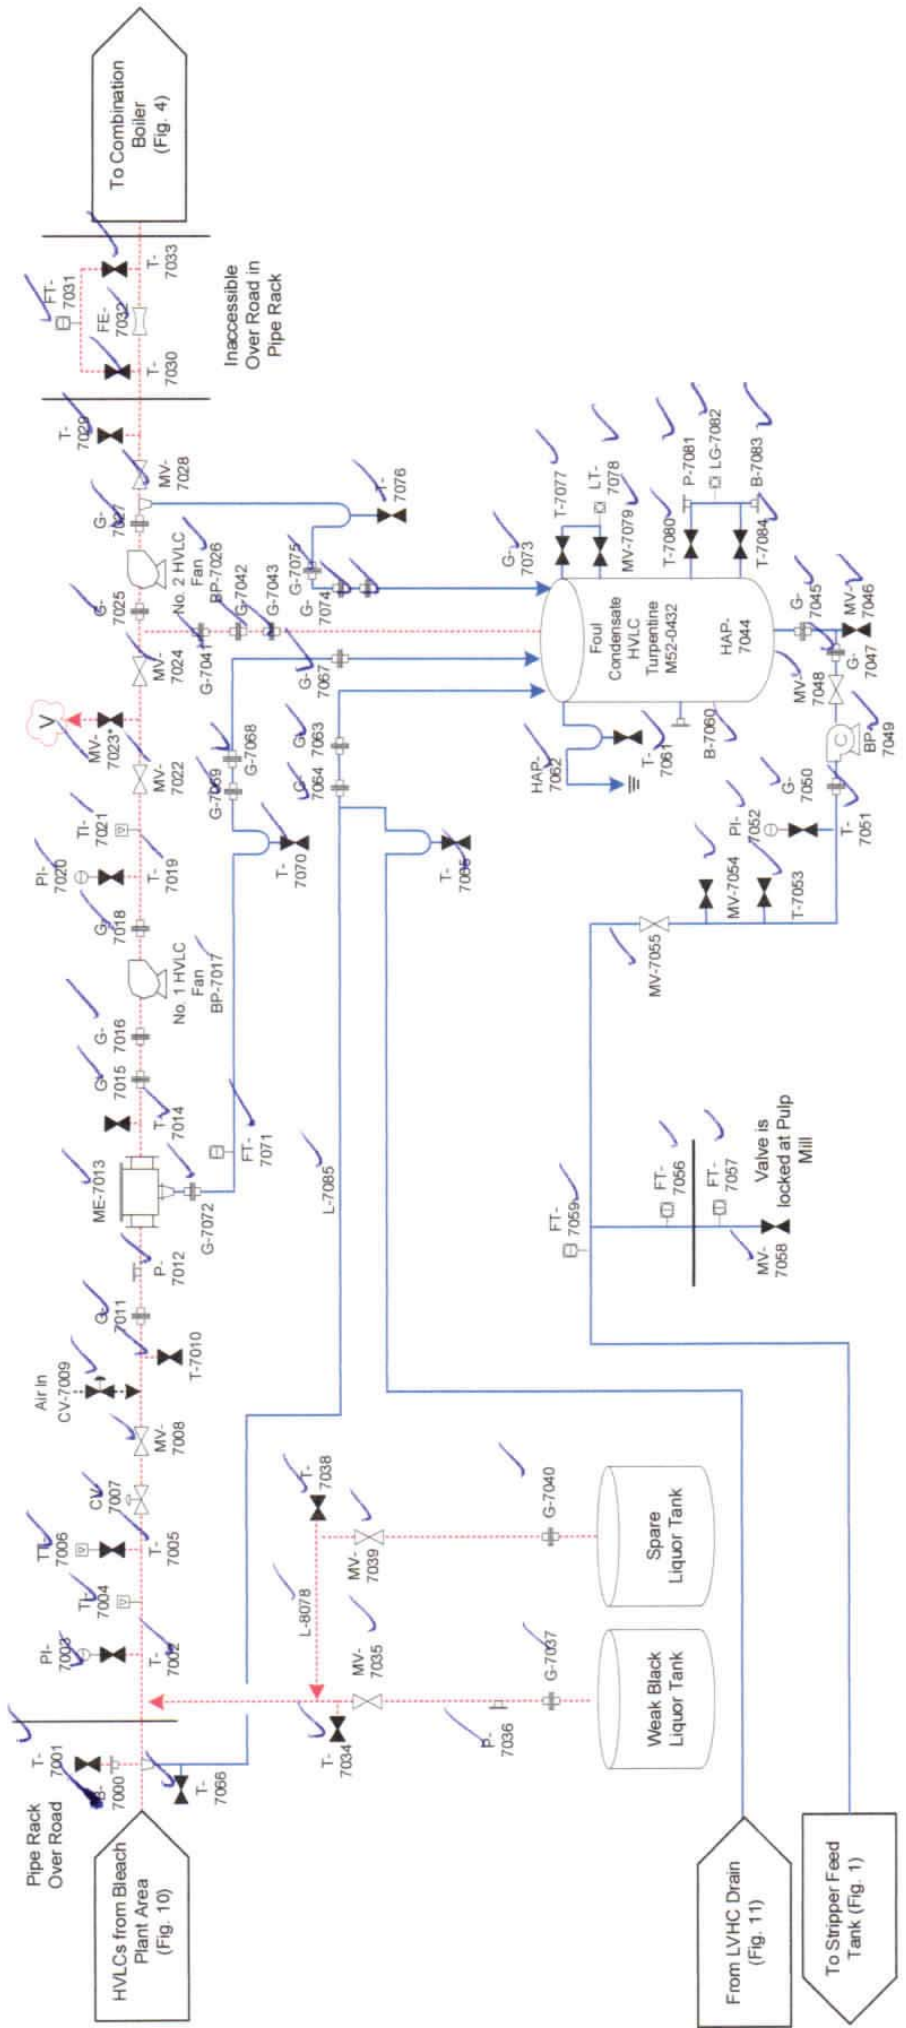 To Combination
Boiler
(Fig. 4)
FT-
7031
FE-
7032
T-
7033
T-
7030
Inaccessible
Over Road in
Pipe Rack
T-
7029
MV-
7028
G-
7027
No. 2 HVLC
Fan
BP-7026
G-
7025
MV-
7024
V
MV-
7023*
MV-
7022
TI-
7021
PI-
7020
T-
7019
G-
7018
No. 1 HVLC
Fan
BP-7017
G-
7016
G-
7015
T-
7014
ME-7013
P-
7012
G-
7011
T-7010
Air In
CV-7009
MV-
7008
CV-
7007
TT-
7006
T-
7005
TI-
7004
PI-
7003
T-
7002
T-
7001
B-
7000
Pipe Rack
Over Road
HVLCs from Bleach
Plant Area
(Fig. 10)
T-
7066
G-7041
G-7042
G-7043
G-
7067
G-7068
G-7069
T-
7070
FT-
7071
G-7072
G-
7063
G-
7064
L-7085
T-
7076
G-7075
G-
7074
G-
7073
T-7077
LT-
7078
MV-7079
T-7080
P-7081
LG-7082
B-7083
T-7084
Foul
Condensate
HVLC
Turpentine
M52-0432
HAP-
7044
G-
7045
MV-
7046
G-
7047
MV-
7048
BP-
7049
G-
7050
T-
7051
PI-
7052
T-7053
MV-7054
MV-7055
B-7060
T-
7061
HAP-
7062
FT-
7056
FT-
7057
MV-
7058
Valve is
locked at Pulp
Mill
FT-
7059
T-
7038
MV-
7039
G-7040
L-8078
T-
7034
MV-
7035
P-
7036
G-7037
Spare
Liquor Tank
Weak Black
Liquor Tank
From LVHC Drain
(Fig. 11)
To Stripper Feed
Tank (Fig. 1)
C